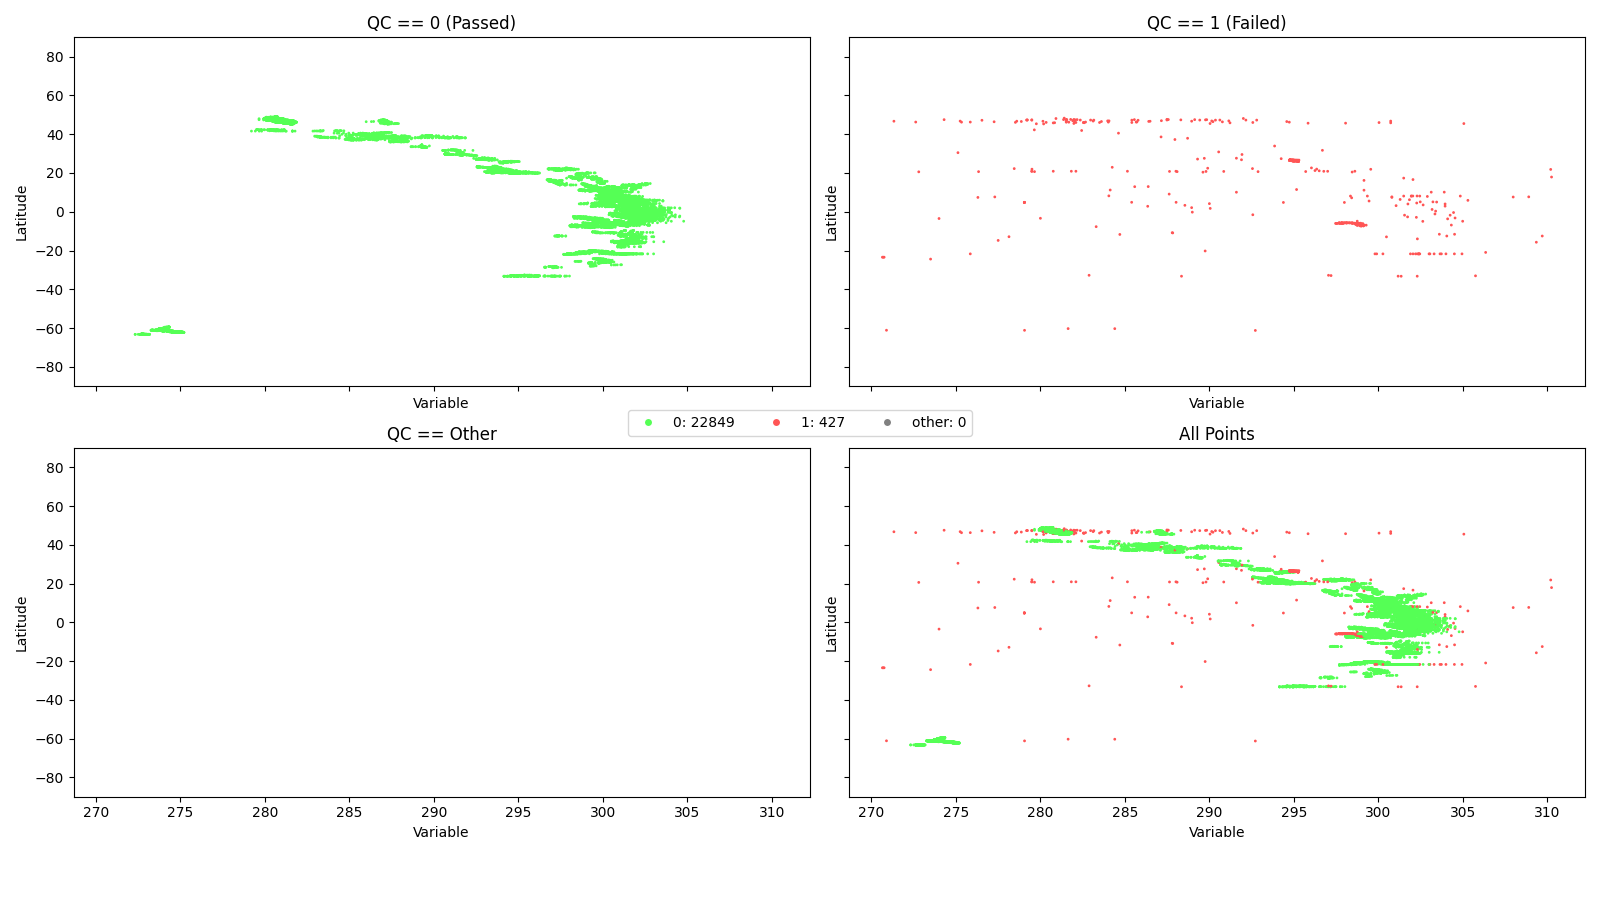 QC == 0 (Passed)
QC == 1 (Failed)
80
60
40
20
0
−20
−40
−60
−80
Latitude
Latitude
Variable
Variable
0: 22849
1: 427
other: 0
QC == Other
All Points
80
60
40
20
0
−20
−40
−60
−80
Latitude
Latitude
270 275 280 285 290 295 300 305 310
270 275 280 285 290 295 300 305 310
Variable
Variable